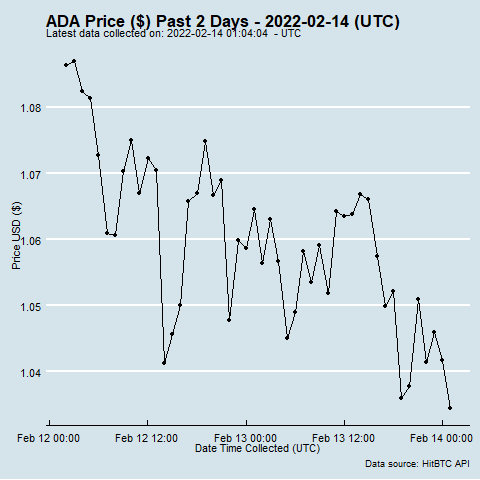 ADA Price ($) Past 2 Days - 2022-02-14 (UTC)
Latest data collected on: 2022-02-14 01:04:04 - UTC
1.08
1.07
1.06
1.05
1.04
Price USD ($)
Feb 12 00:00
Feb 12 12:00
Feb 13 00:00
Feb 13 12:00
Feb 14 00:00
Date Time Collected (UTC)
Data source: HitBTC API